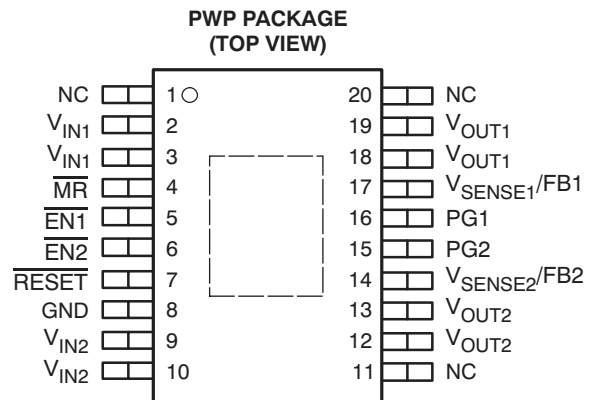 PWP PACKAGE
(TOP VIEW)
NC 1 20 NC
VIN1 2 19 VOUT1
VIN1 3 18 VOUT1
MR 4 17 VSENSE1/FB1
EN1 5 16 PG1
EN2 6 15 PG2
RESET 7 14 VSENSE2/FB2
GND 8 13 VOUT2
VIN2 9 12 VOUT2
VIN2 10 11 NC